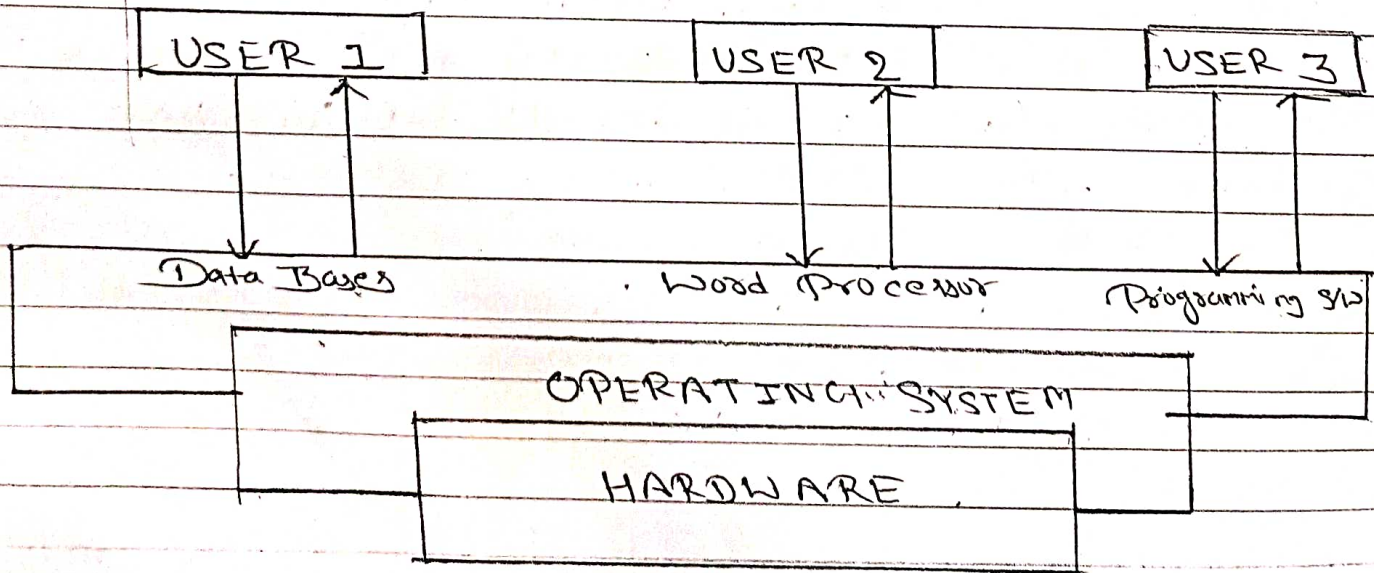 USER 1 USER 2 USER 3
Data Bases Word Processor Programming S/W
OPERATING SYSTEM
HARDWARE